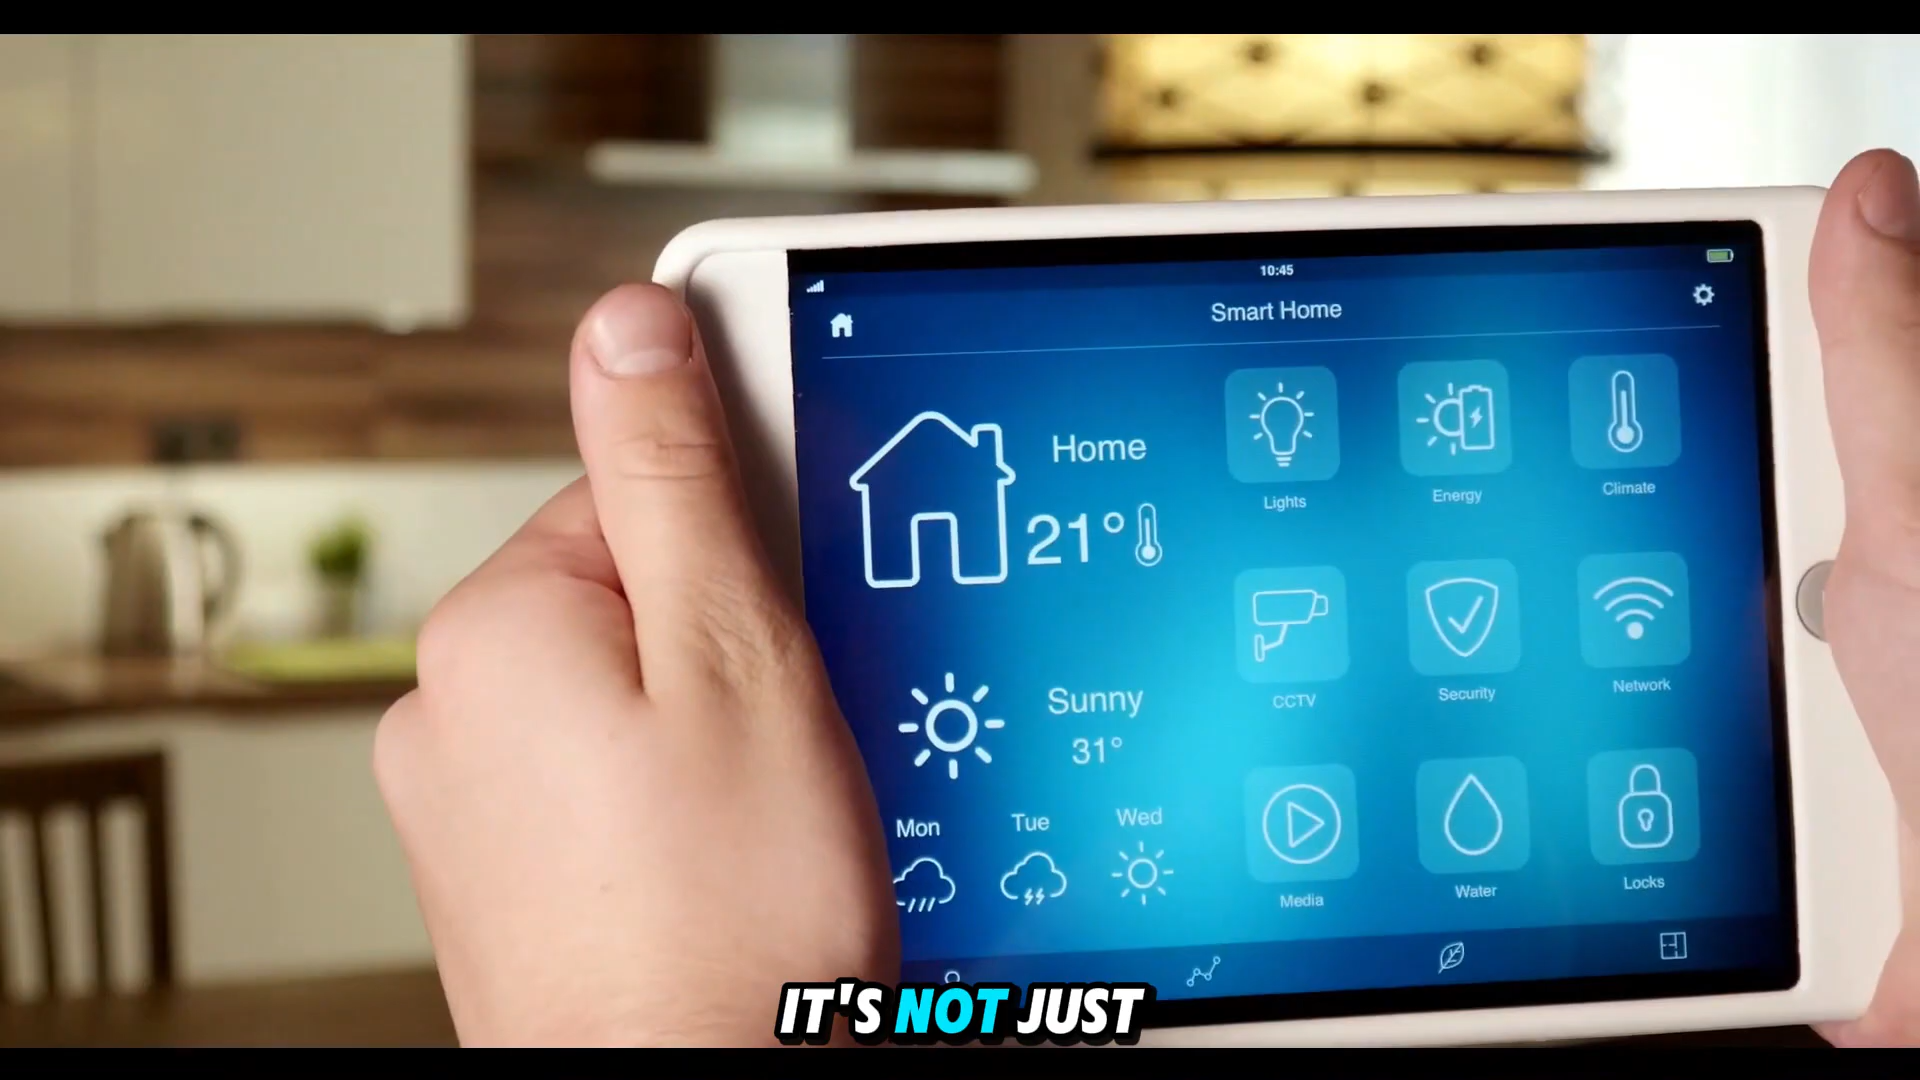 10:45
Smart Home
Home
21°
Sunny
31°
Mon
Tue
Wed
Lights
Energy
Climate
CCTV
Security
Network
Media
Water
Locks
IT'S NOT JUST